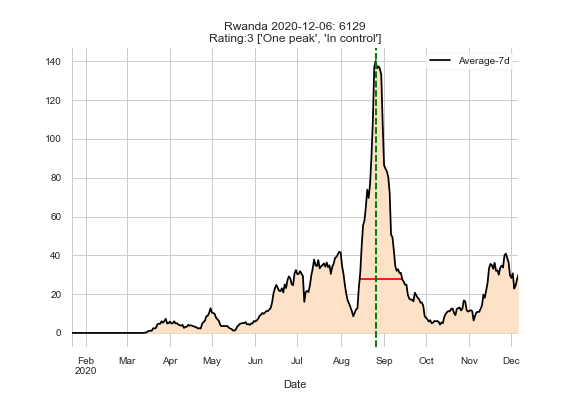 Rwanda 2020-12-06: 6129
Rating:3 ['One peak', 'In control']
Average-7d
140
120
100
80
60
40
20
0
Feb Mar Apr May Jun Jul Aug Sep Oct Nov Dec
2020
Date